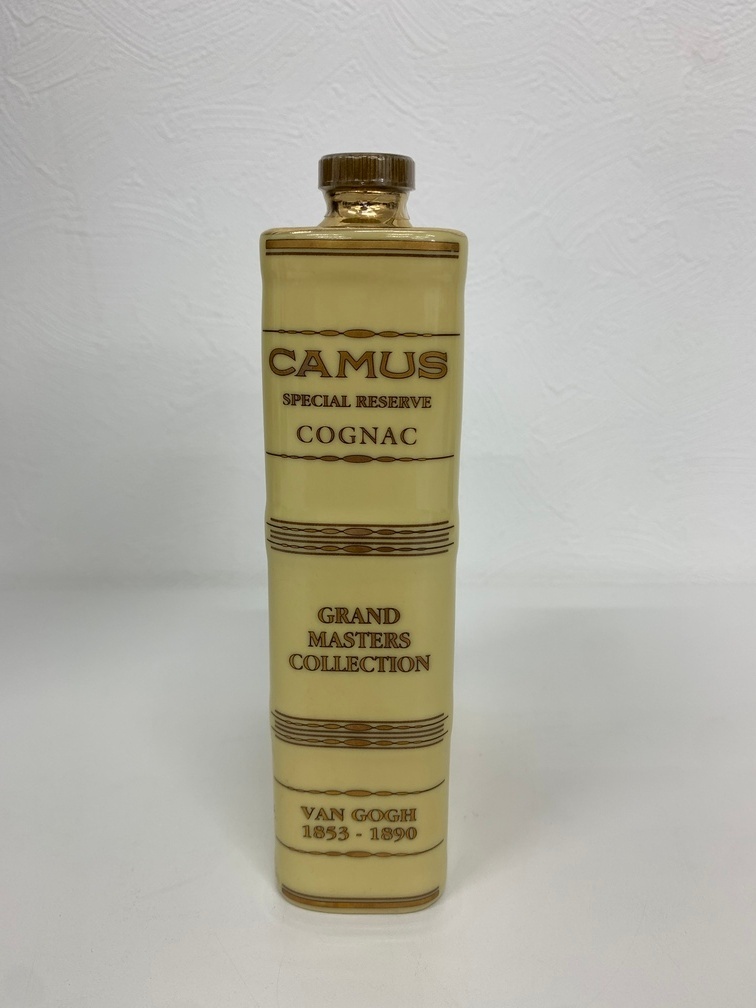 CAMUS
SPECIAL RESERVE
COGNAC
GRAND
MASTERS
COLLECTION
VAN GOGH
1853 - 1890